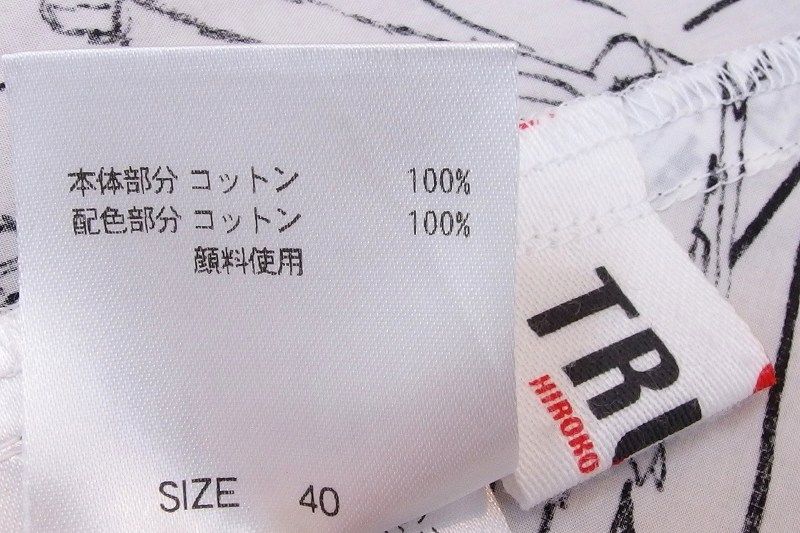 本体部分 コットン 100%
配色部分 コットン 100%
顔料使用
SIZE 40
TRU
HIROKO